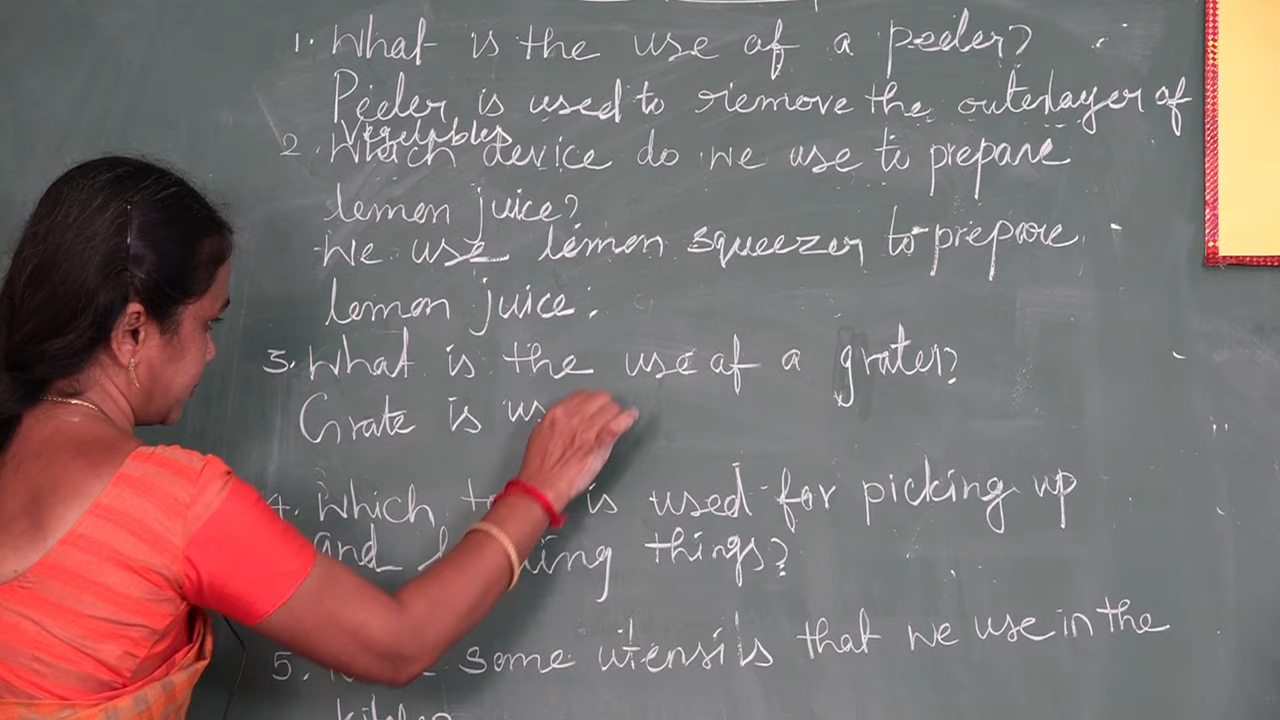 1. What is the use of a peeler?
Peeler is used to remove the outerlayer of
vegetables
2. Which device do we use to prepare
lemon juice?
We use lemon squeezer to prepare
lemon juice.
3. What is the use of a grater?
Grate is us
4. Which is used for picking up
and things?
5. some utensils that we use in the